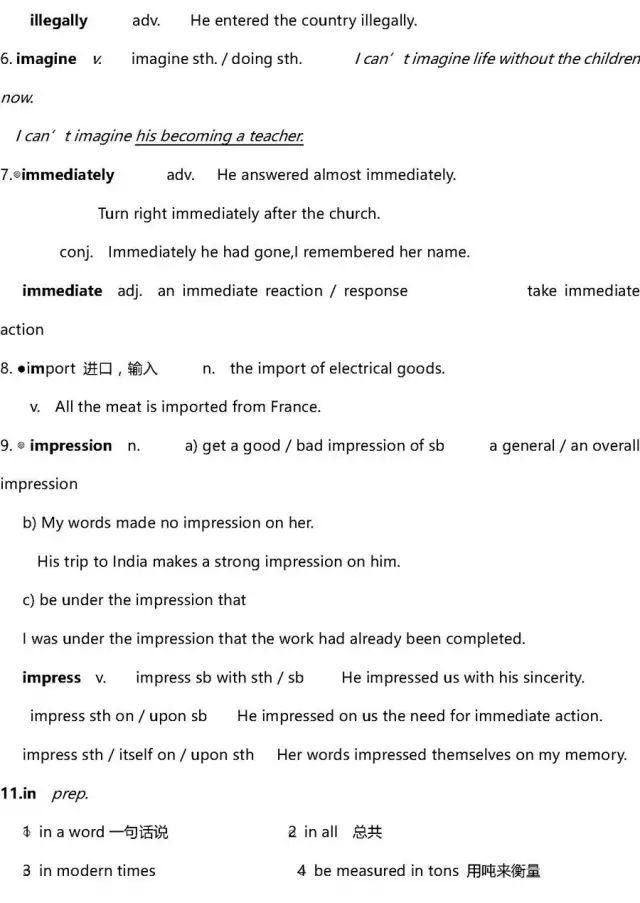 illegally adv. He entered the country illegally.
6. imagine v. imagine sth. / doing sth. I can't imagine life without the children
now.
I can't imagine his becoming a teacher.
7.◎immediately adv. He answered almost immediately.
Turn right immediately after the church.
conj. Immediately he had gone,I remembered her name.
immediate adj. an immediate reaction / response take immediate
action
8. ●import 进口，输入 n. the import of electrical goods.
v. All the meat is imported from France.
9. ◎ impression n. a) get a good / bad impression of sb a general / an overall
impression
b) My words made no impression on her.
His trip to India makes a strong impression on him.
c) be under the impression that
I was under the impression that the work had already been completed.
impress v. impress sb with sth / sb He impressed us with his sincerity.
impress sth on / upon sb He impressed on us the need for immediate action.
impress sth / itself on / upon sth Her words impressed themselves on my memory.
11.in prep.
1 in a word 一句话说 2 in all 总共
3 in modern times 4 be measured in tons 用吨来衡量